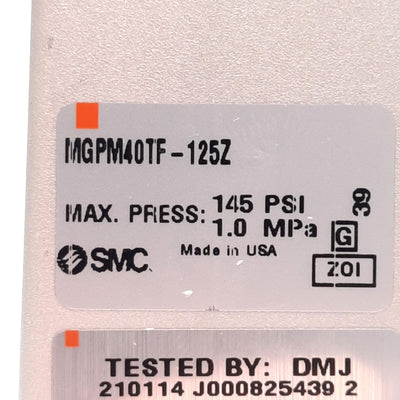 MGPM40TF-125Z
MAX. PRESS: 145 PSI
1.0 MPa
39
G
Made in USA
SMC
ZOI
TESTED BY: DMJ
210114 J000825439 2